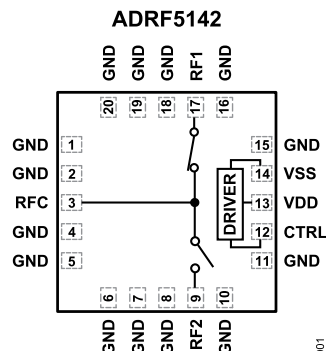 ADRF5142
GND
GND
GND
RF1
GND
20
19
18
17
16
GND 1
GND 2
RFC 3
GND 4
GND 5
15 GND
14 VSS
13 VDD
12 CTRL
11 GND
DRIVER
6
7
8
9
10
GND
GND
GND
RF2
GND
001